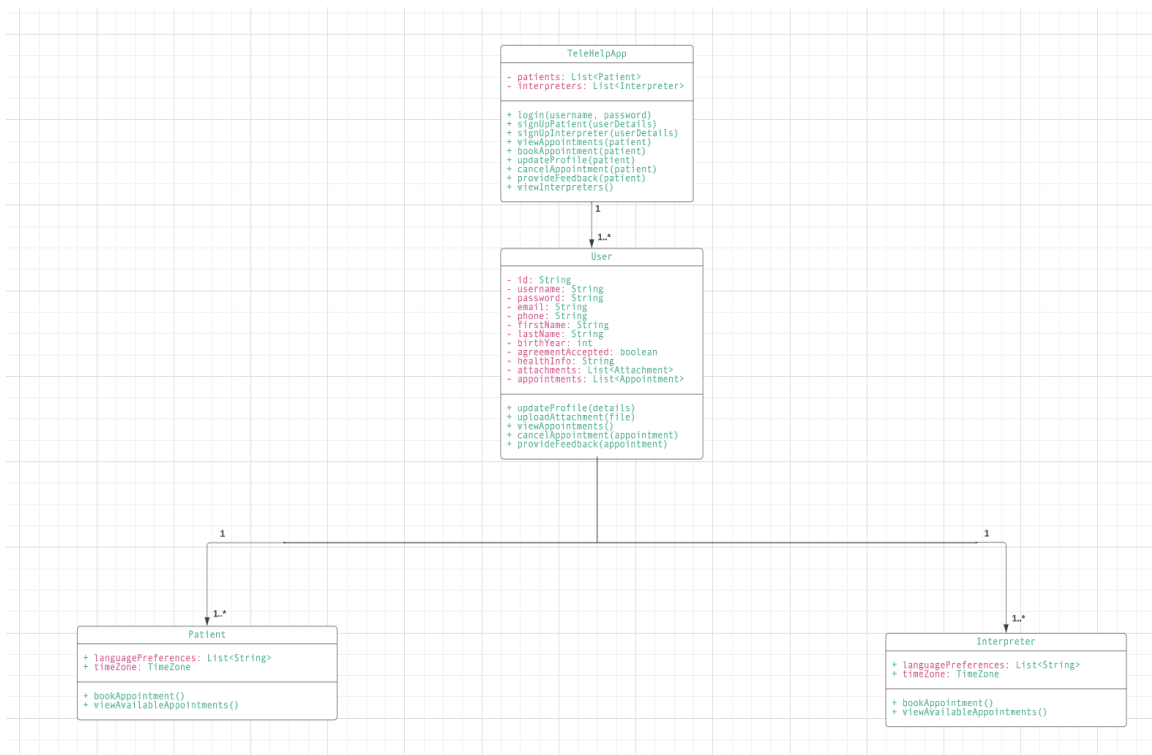 TeleHelpApp
- patients: List<Patient>
- interpreters: List<Interpreter>
+ login(username, password)
+ signUpPatient(userDetails)
+ signUpInterpreter(userDetails)
+ viewAppointments(patient)
+ bookAppointment(patient)
+ updateProfile(patient)
+ cancelAppointment(patient)
+ provideFeedback(patient)
+ viewInterpreters()
1
1..*
User
- id: String
- username: String
- password: String
- email: String
- phone: String
- firstName: String
- lastName: String
- birthYear: int
- agreementAccepted: boolean
- healthInfo: String
- attachments: List<Attachment>
- appointments: List<Appointment>
+ updateProfile(details)
+ uploadAttachment(file)
+ viewAppointments()
+ cancelAppointment(appointment)
+ provideFeedback(appointment)
1
1..*
Patient
+ languagePreferences: List<String>
+ timeZone: TimeZone
+ bookAppointment()
+ viewAvailableAppointments()
1
1..*
Interpreter
+ languagePreferences: List<String>
+ timeZone: TimeZone
+ bookAppointment()
+ viewAvailableAppointments()